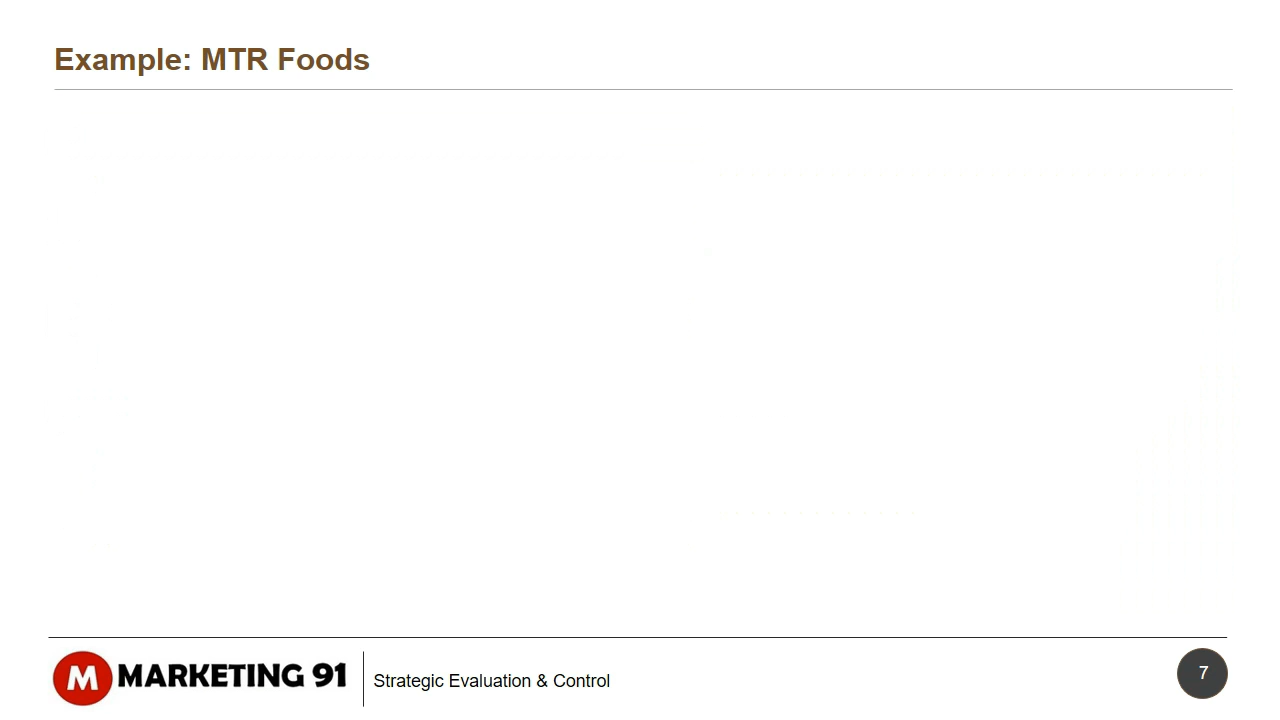 Example: MTR Foods
M MARKETING 91
Strategic Evaluation & Control
7